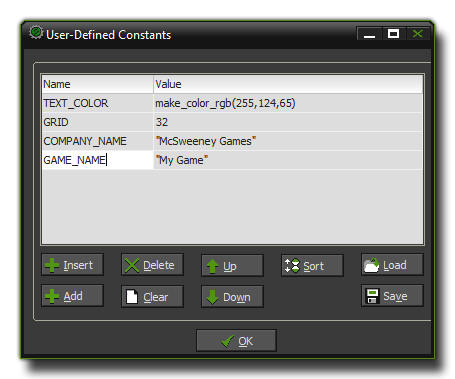 User-Defined Constants
Name Value
TEXT_COLOR make_color_rgb(255,124,65)
GRID 32
COMPANY_NAME "McSweeney Games"
GAME_NAME "My Game"
Insert Delete Up Sort Load
Add Clear Down Save
OK